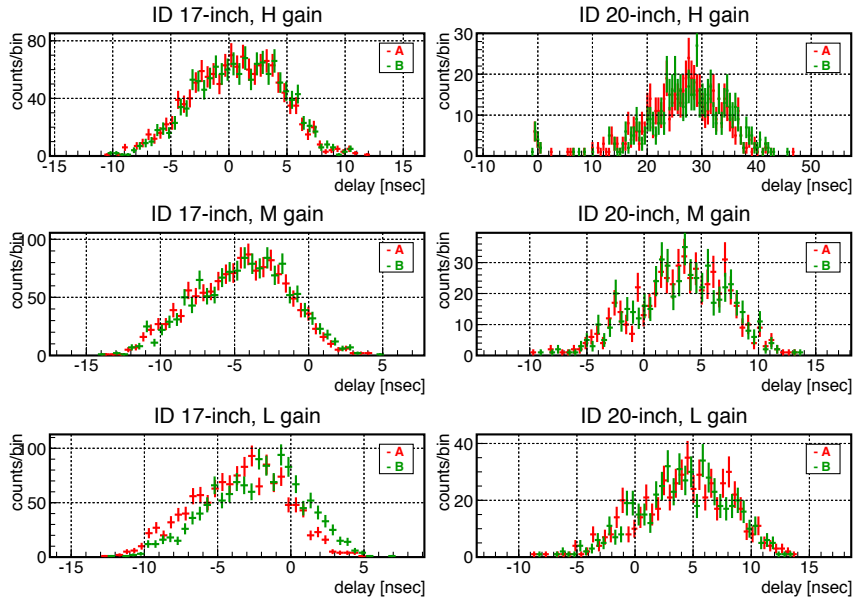 ID 17-inch, H gain
counts/bin
80
60
40
20
0
- A
- B
-15 -10 -5 0 5 10 15
delay [nsec]
ID 20-inch, H gain
counts/bin
30
20
10
0
- A
- B
-10 0 10 20 30 40 50
delay [nsec]
ID 17-inch, M gain
counts/bin
100
50
0
- A
- B
-15 -10 -5 0 5
delay [nsec]
ID 20-inch, M gain
counts/bin
30
20
10
0
- A
- B
-10 -5 0 5 10 15
delay [nsec]
ID 17-inch, L gain
counts/bin
100
50
0
- A
- B
-15 -10 -5 0 5
delay [nsec]
ID 20-inch, L gain
counts/bin
40
20
0
- A
- B
-10 -5 0 5 10 15
delay [nsec]